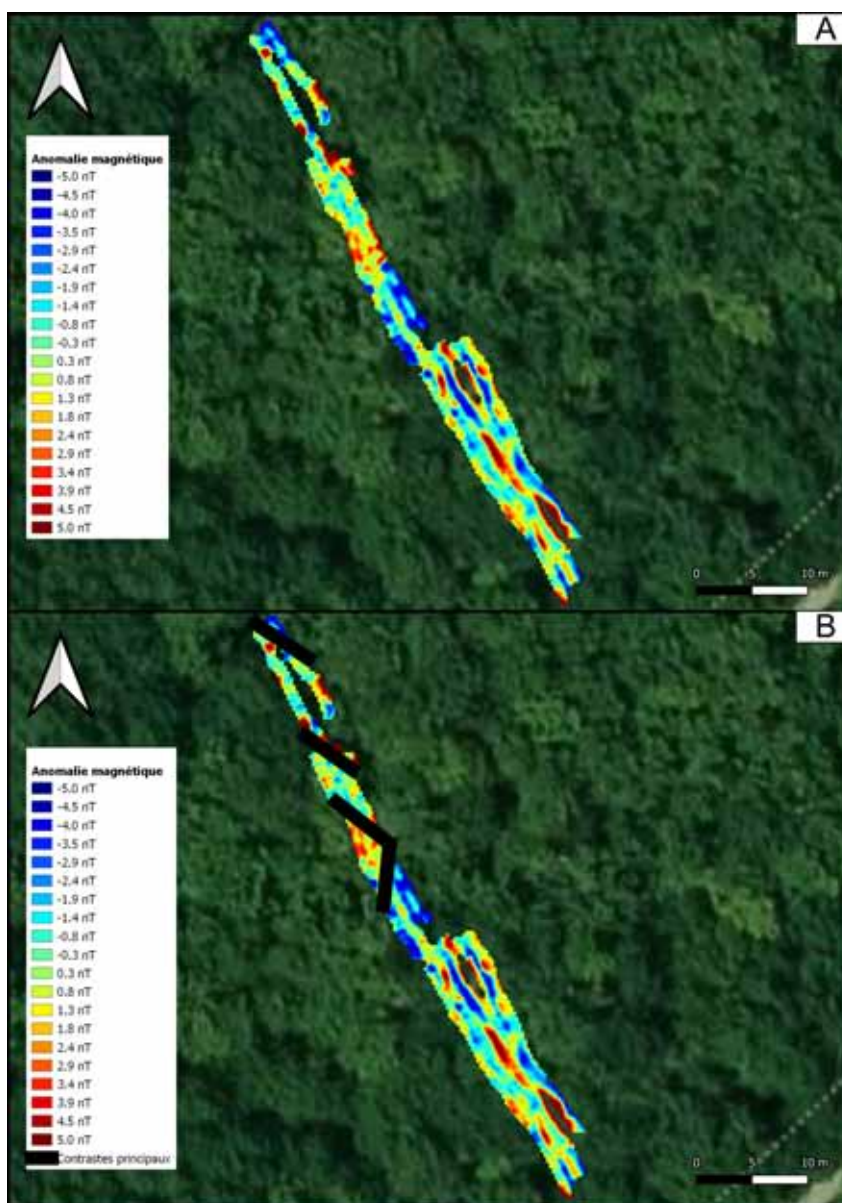 A
Anomalie magnétique
-5.0 nT
-4.5 nT
-4.0 nT
-3.5 nT
-2.9 nT
-2.4 nT
-1.9 nT
-1.4 nT
-0.8 nT
-0.3 nT
0.3 nT
0.8 nT
1.3 nT
1.8 nT
2.4 nT
2.9 nT
3.4 nT
3.9 nT
4.5 nT
5.0 nT
0 5 10 m
B
Anomalie magnétique
-5.0 nT
-4.5 nT
-4.0 nT
-3.5 nT
-2.9 nT
-2.4 nT
-1.9 nT
-1.4 nT
-0.8 nT
-0.3 nT
0.3 nT
0.8 nT
1.3 nT
1.8 nT
2.4 nT
2.9 nT
3.4 nT
3.9 nT
4.5 nT
5.0 nT
Contrastes principaux
0 5 10 m